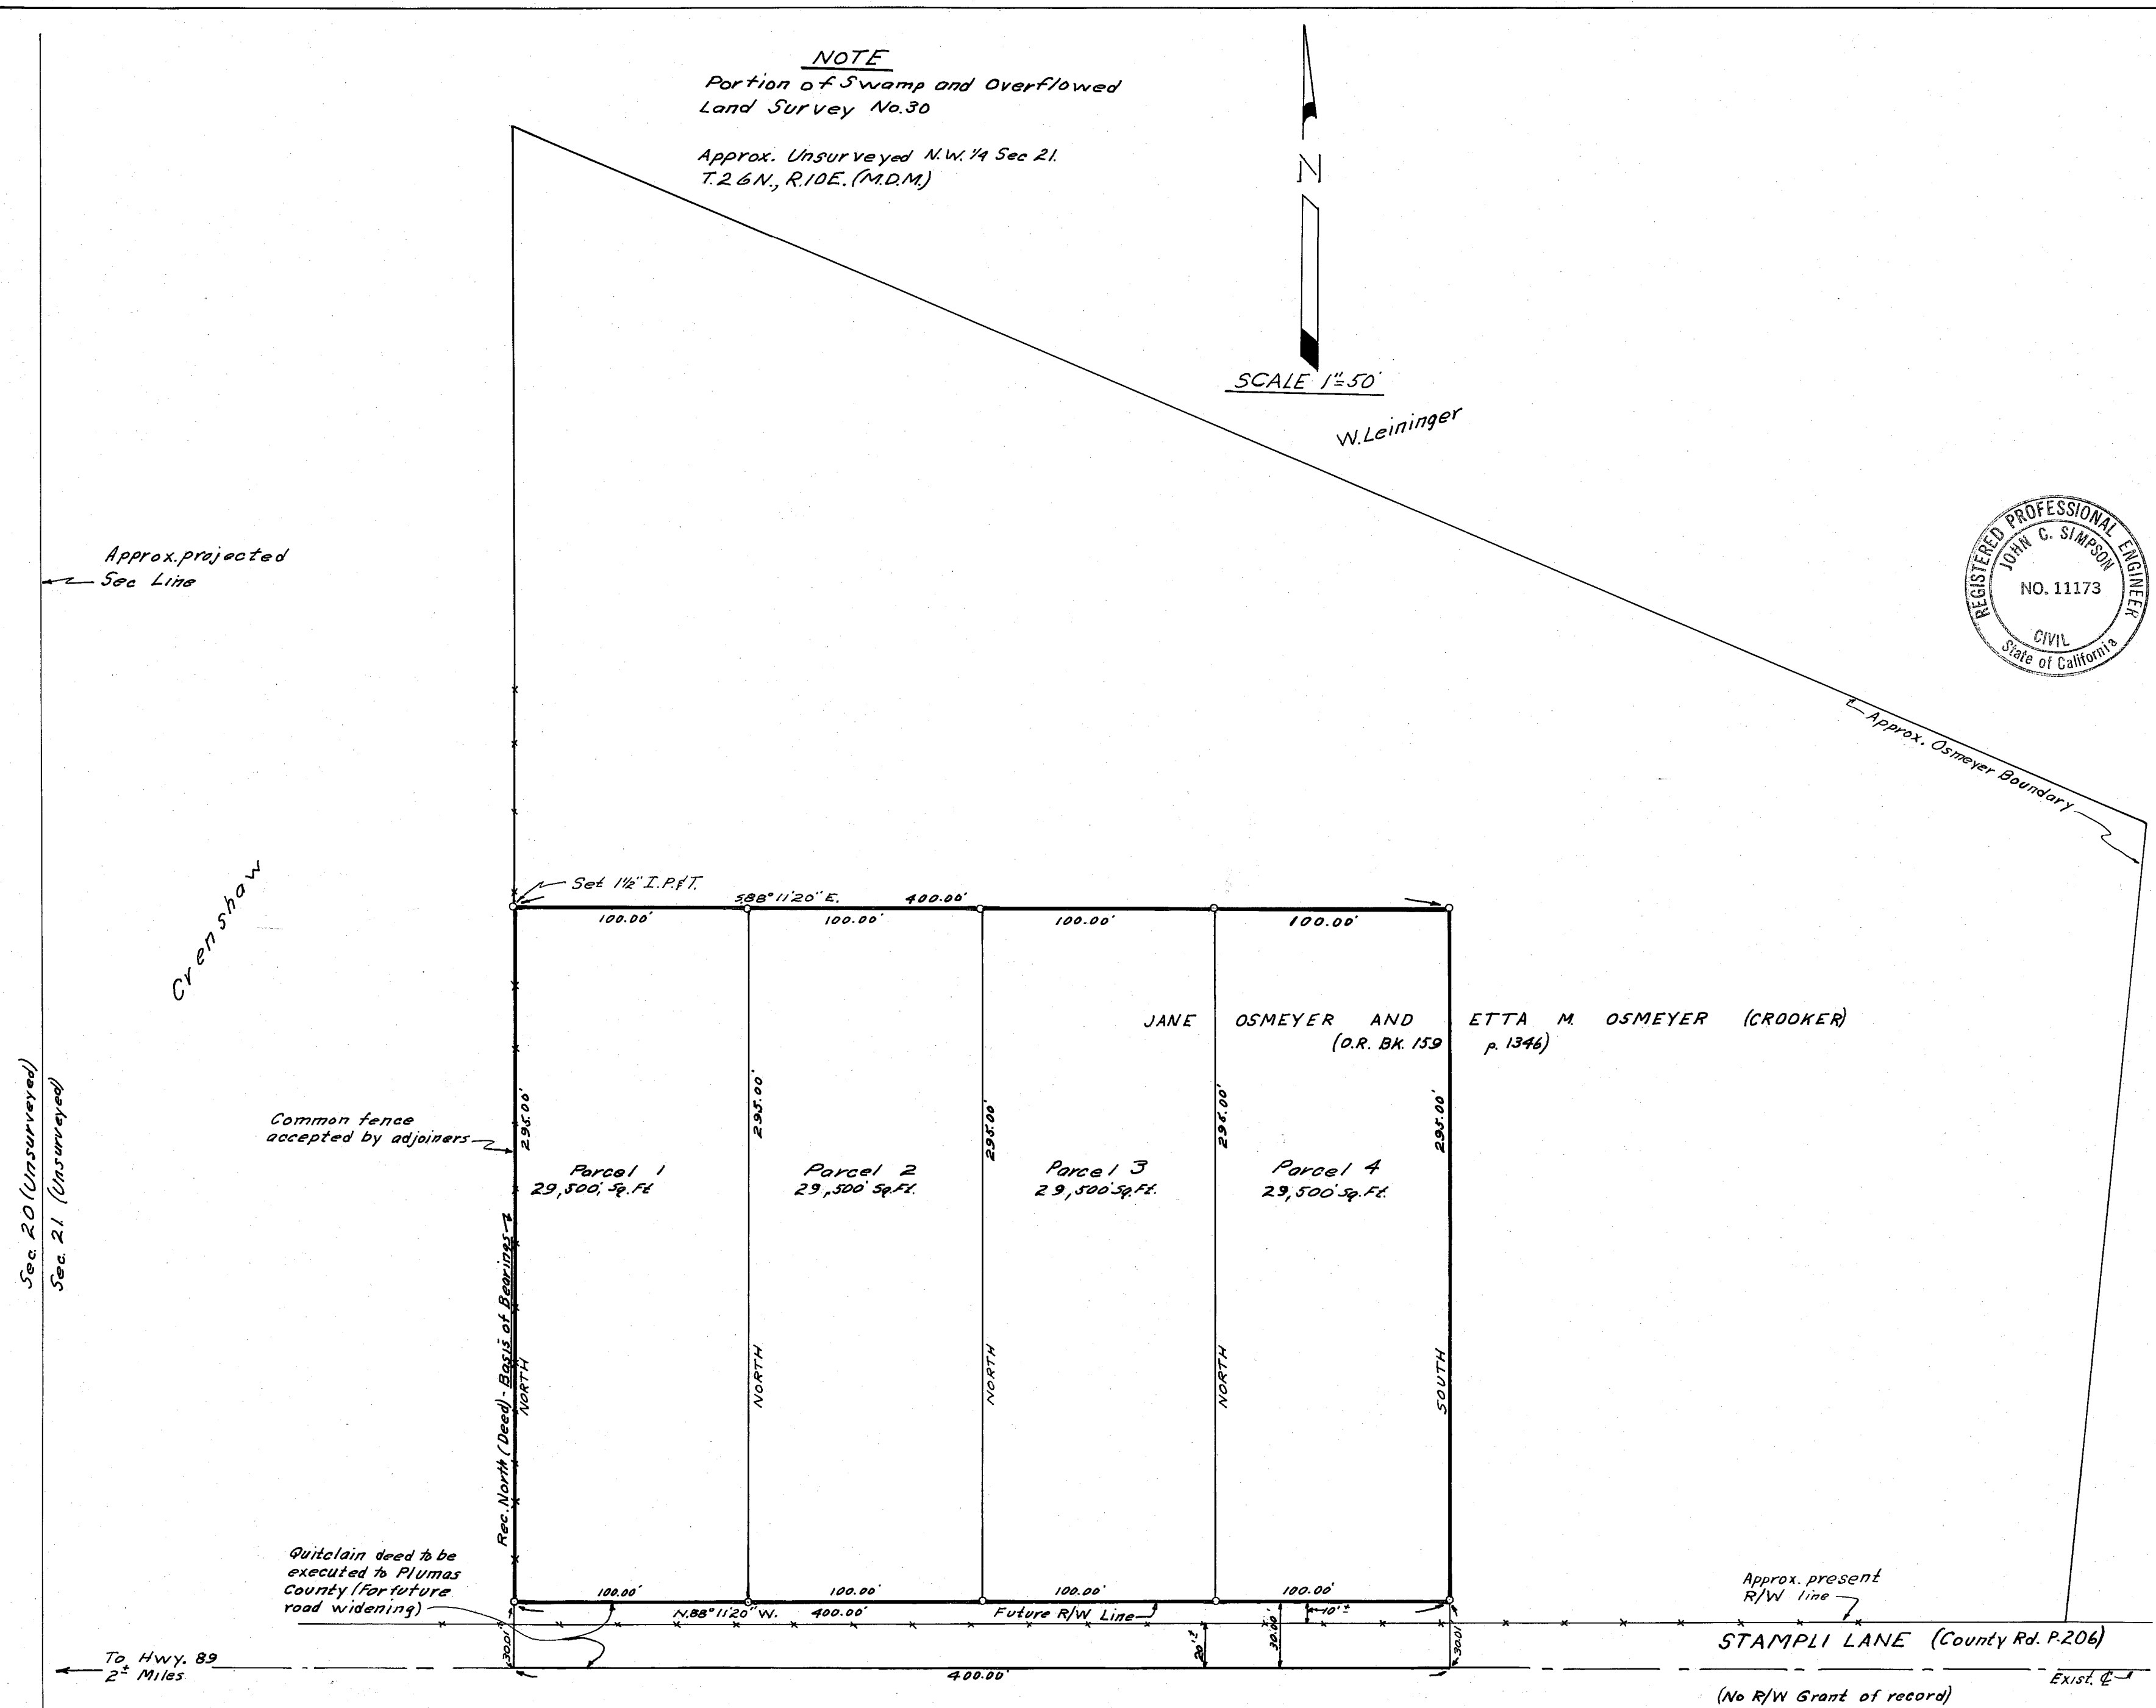 NOTE
Portion of Swamp and Overflowed
Land Survey No.30
Approx. Unsurveyed N.W. 1/4 Sec 21.
T.26N., R.10E. (M.D.M.)
N
SCALE 1"=50'
W. Leininger
REGISTERED PROFESSIONAL ENGINEER
JOHN C. SIMPSON
NO. 11173
CIVIL
State of California
Approx. projected
Sec Line
Approx. Osmeyer Boundary
Crenshaw
Set 1½" I.P.&T.
S88°11'20"E. 400.00'
100.00' 100.00' 100.00' 100.00'
JANE OSMEYER AND ETTA M. OSMEYER (CROOKER)
(O.R. BK. 159 p. 1346)
Sec. 20 (Unsurveyed)
Sec. 21 (Unsurveyed)
Common fence
accepted by adjoiners
295.00' 295.00' 295.00' 295.00' 295.00'
Parcel 1
29,500' Sq.Ft.
Parcel 2
29,500' Sq.Ft.
Parcel 3
29,500' Sq.Ft.
Parcel 4
29,500' Sq.Ft.
Rec. North (Deed) - Basis of Bearings
NORTH NORTH NORTH NORTH SOUTH
Quitclain deed to be
executed to Plumas
County (For future
road widening)
100.00' 100.00' 100.00' 100.00'
N.88°11'20"W. 400.00' Future R/W Line
10'±
30.01' 20'± 30.00' 30.01'
Approx. present
R/W line
STAMPLI LANE (County Rd. P.206)
To Hwy. 89
2± Miles
400.00'
Exist. ℄
(No R/W Grant of record)